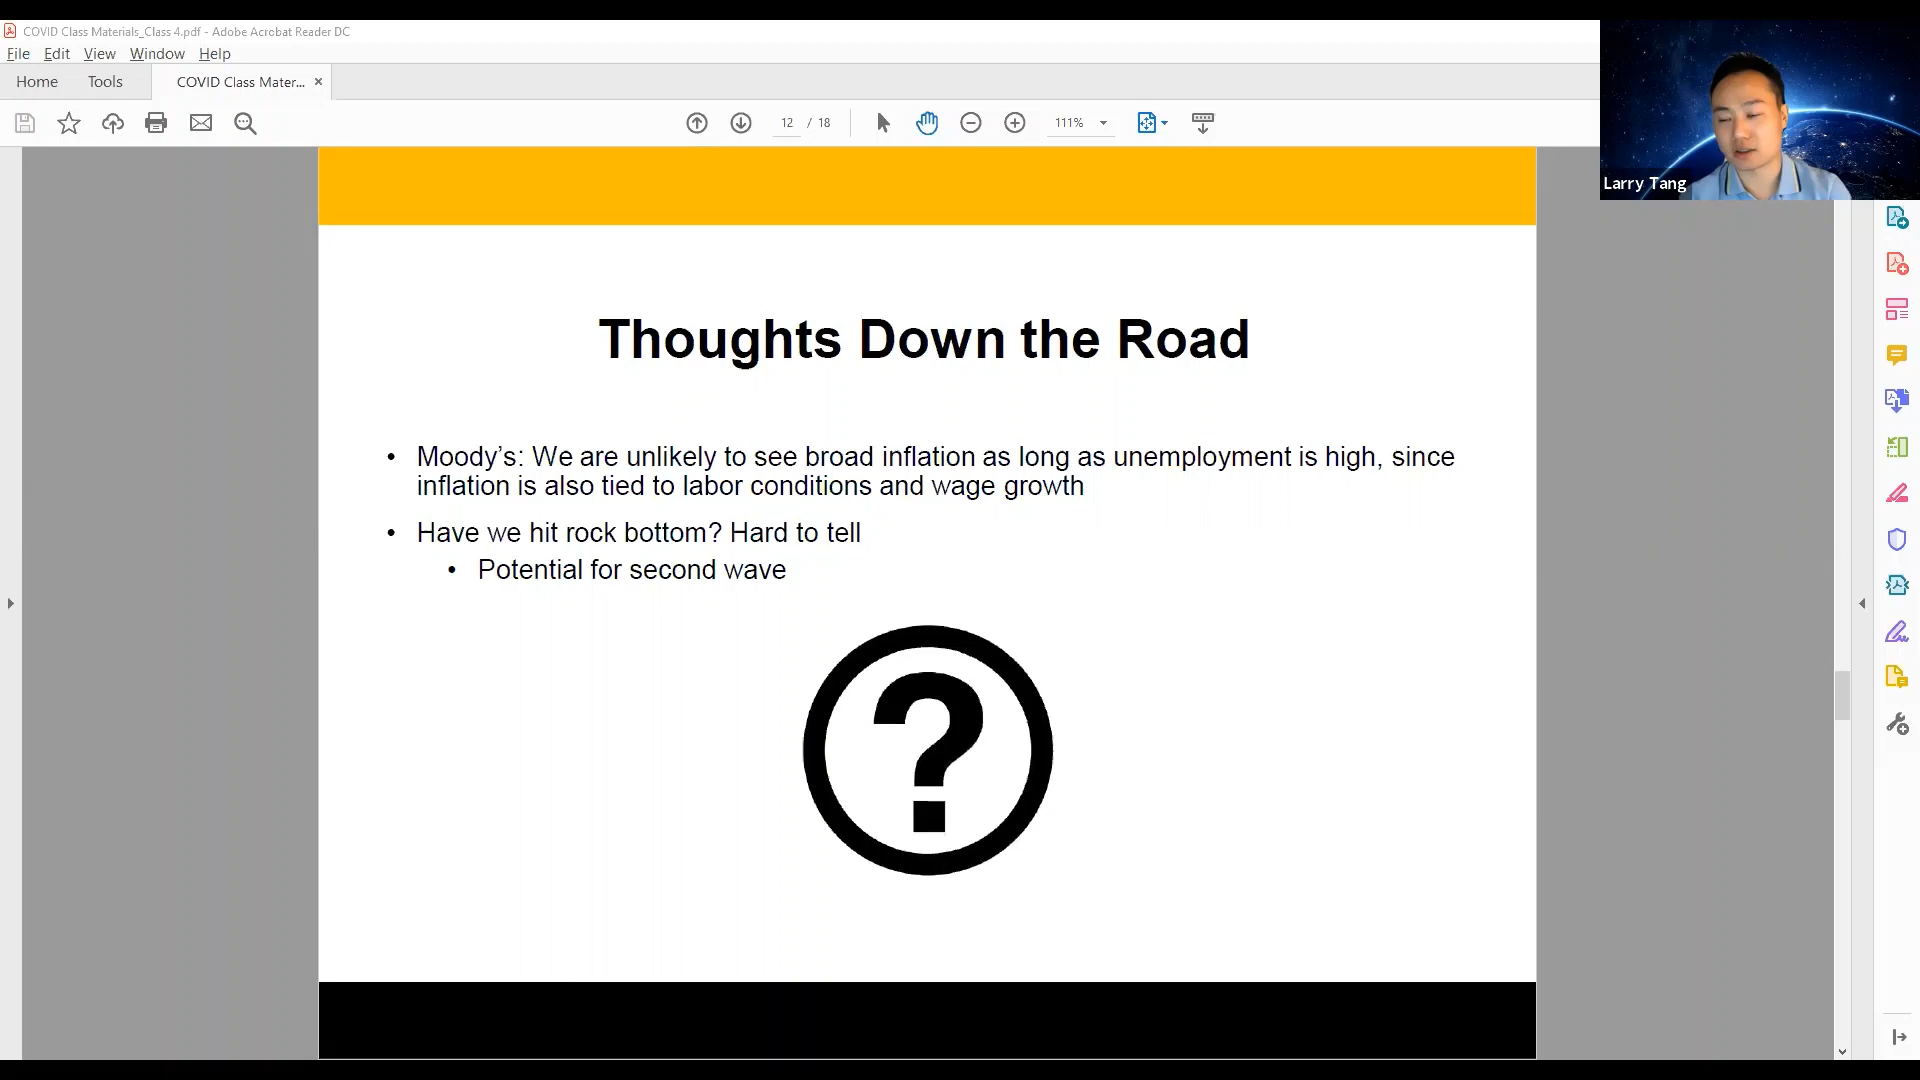 COVID Class Materials_Class 4.pdf - Adobe Acrobat Reader DC
File Edit View Window Help
Home Tools COVID Class Mater... ×
12 / 18 111%
Larry Tang
Thoughts Down the Road
• Moody's: We are unlikely to see broad inflation as long as unemployment is high, since
inflation is also tied to labor conditions and wage growth
• Have we hit rock bottom? Hard to tell
• Potential for second wave
?